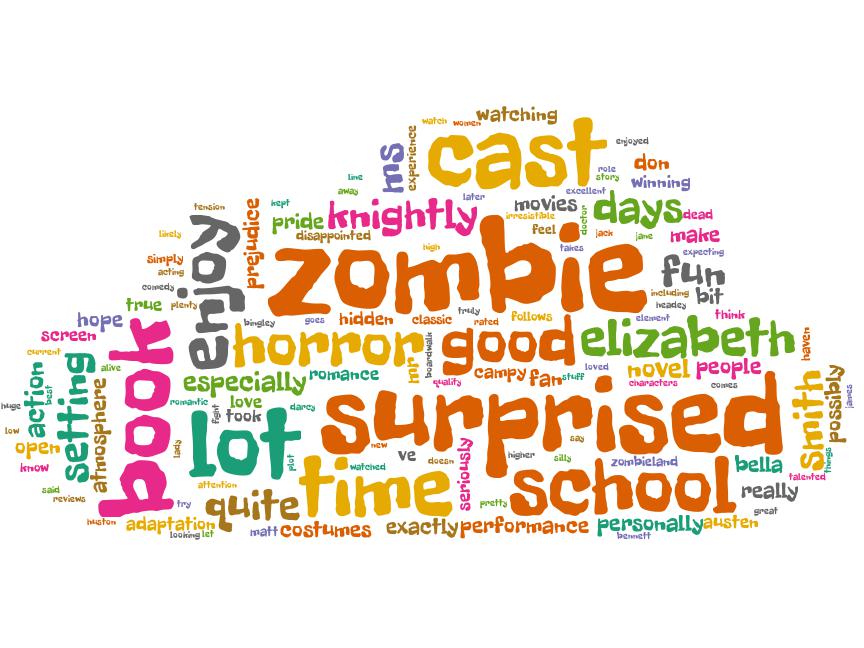 watching
watch
women
cast
enjoyed
experience
ms
don
role
story
winning
line
excellent
away
later
movies
days
dead
kept
tension
pride
knightly
irresistible
doctor
feel
jack
jane
make
prejudice
enjoy
likely
disappointed
high
takes
expecting
zombie
simply
acting
fun
comedy
including
bit
true
plenty
headey
hope
bingley
goes
hidden
classic
truly
rated
follows
element
think
screen
book
horror
mr
boardwalk
good
elizabeth
haven
current
setting
action
best
alive
especially
romance
quality
campy
fan
stuff
loved
novel
people
characters
comes
smith
possibly
james
huge
atmosphere
romantic
love
took
fight
darcy
lot
surprised
low
open
lady
plot
new
say
know
ve
doesn
higher
silly
zombieland
bella
watched
seriously
things
talented
said
reviews
attention
time
school
really
try
quite
pretty
great
huston
adaptation
looking
let
matt
costumes
exactly
performance
personally
austen
bennett